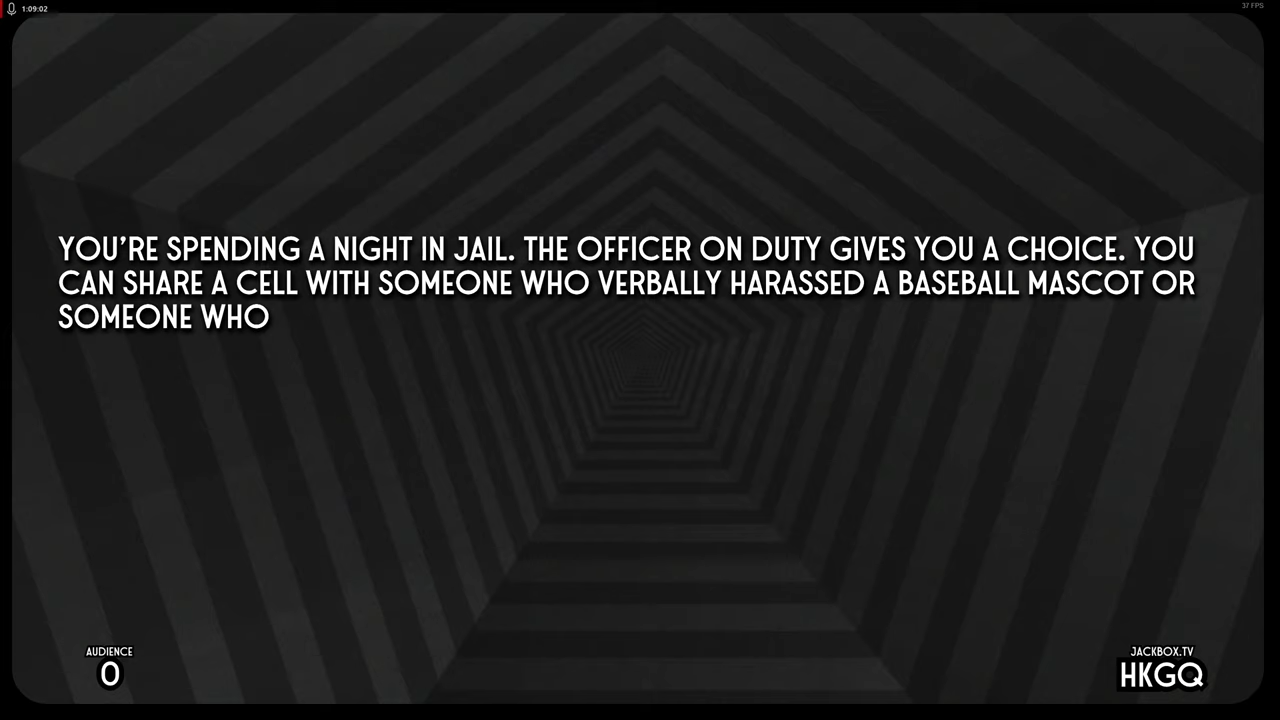 1:09:02
37 FPS
YOU'RE SPENDING A NIGHT IN JAIL. THE OFFICER ON DUTY GIVES YOU A CHOICE. YOU
CAN SHARE A CELL WITH SOMEONE WHO VERBALLY HARASSED A BASEBALL MASCOT OR
SOMEONE WHO
AUDIENCE
0
JACKBOX.TV
HKGQ